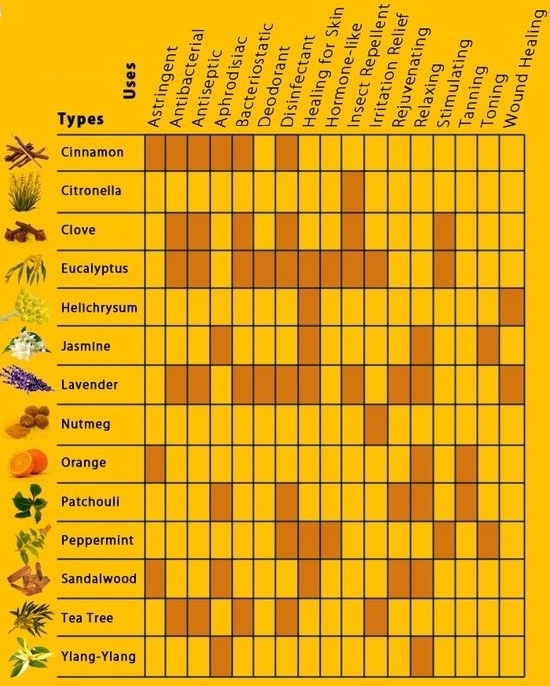 Uses
Astringent
Antibacterial
Antiseptic
Aphrodisiac
Bacteriostatic
Deodorant
Disinfectant
Healing for Skin
Hormone-like
Insect Repellent
Irritation Relief
Rejuvenating
Relaxing
Stimulating
Tanning
Toning
Wound Healing
Types
Cinnamon
Citronella
Clove
Eucalyptus
Helichrysum
Jasmine
Lavender
Nutmeg
Orange
Patchouli
Peppermint
Sandalwood
Tea Tree
Ylang-Ylang